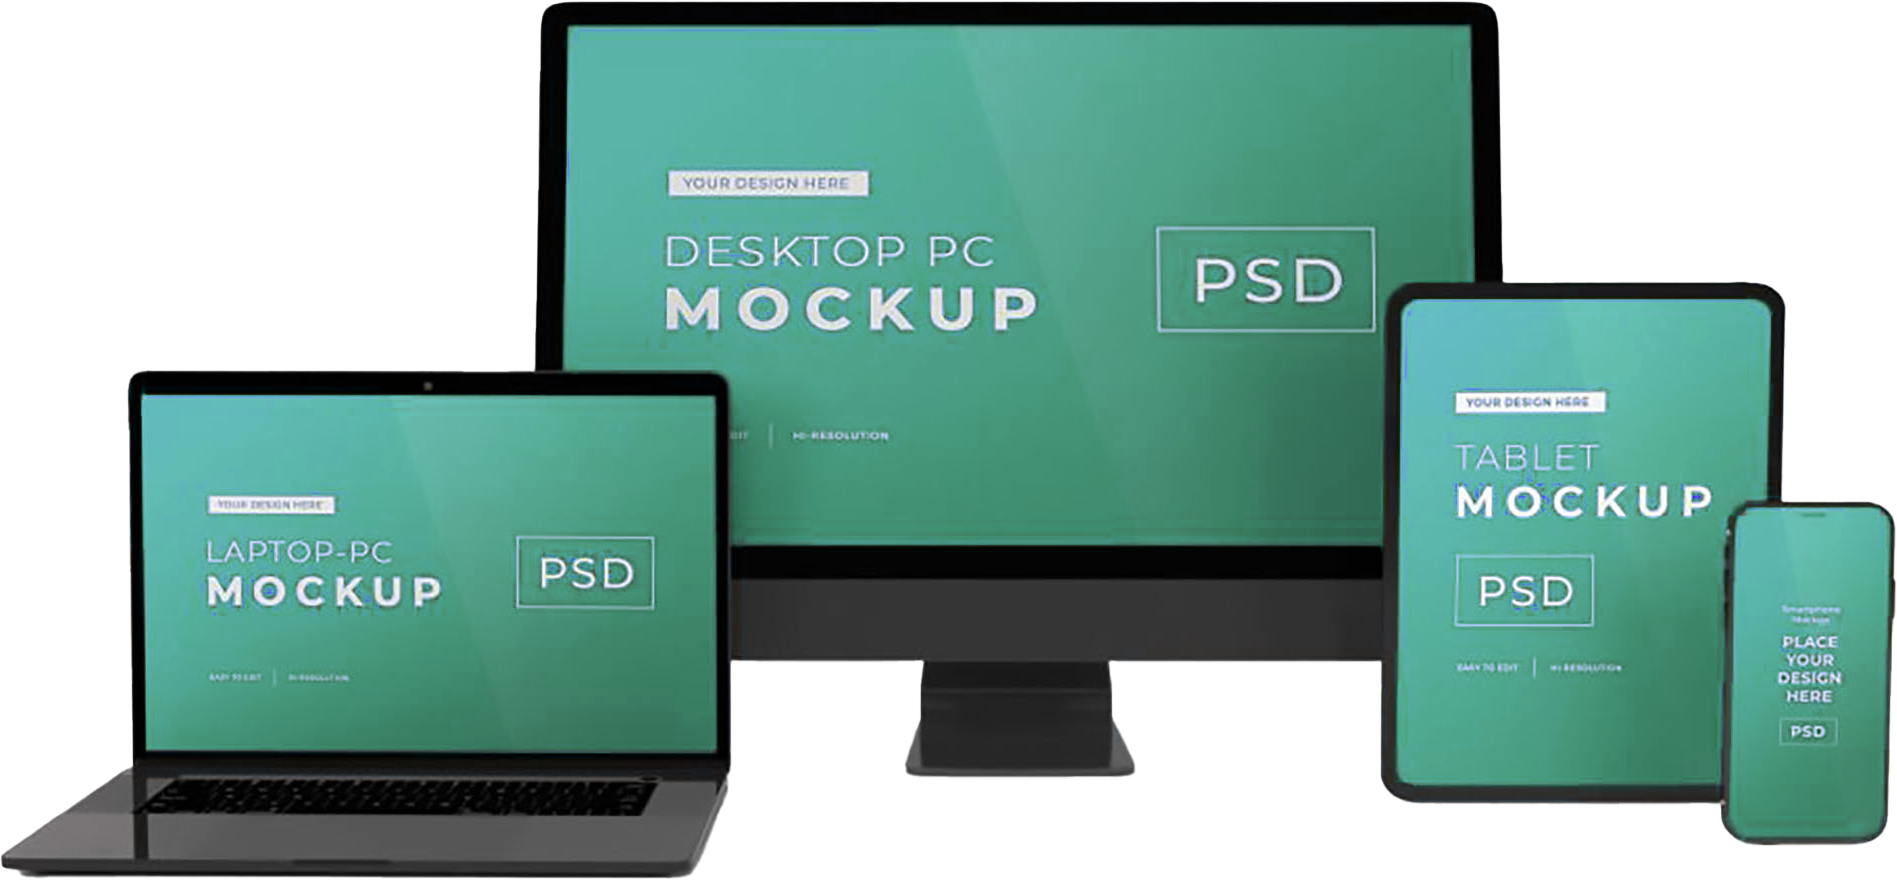 YOUR DESIGN HERE
DESKTOP PC
MOCKUP
PSD
HI-RESOLUTION
YOUR DESIGN HERE
LAPTOP-PC
MOCKUP
PSD
EASY TO EDIT
HI-RESOLUTION
YOUR DESIGN HERE
TABLET
MOCKUP
PSD
EASY TO EDIT
HI-RESOLUTION
Smartphone
Mockup
PLACE
YOUR
DESIGN
HERE
PSD